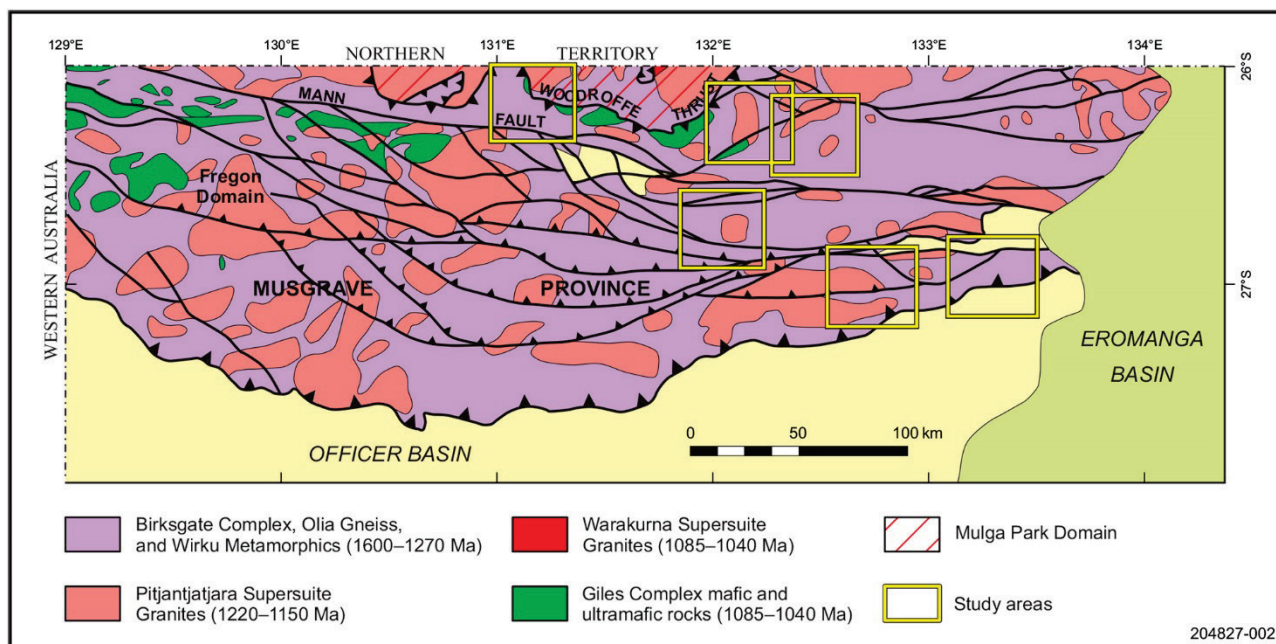 129°E 130°E 131°E 132°E 133°E 134°E
NORTHERN TERRITORY
26°S
MANN
FAULT
WOODROFFE
THRUST
Fregon
Domain
WESTERN AUSTRALIA
MUSGRAVE PROVINCE
27°S
EROMANGA
BASIN
OFFICER BASIN
0 50 100 km
Birksgate Complex, Olia Gneiss,
and Wirku Metamorphics (1600–1270 Ma)
Pitjantjatjara Supersuite
Granites (1220–1150 Ma)
Warakurna Supersuite
Granites (1085–1040 Ma)
Giles Complex mafic and
ultramafic rocks (1085–1040 Ma)
Mulga Park Domain
Study areas
204827-002